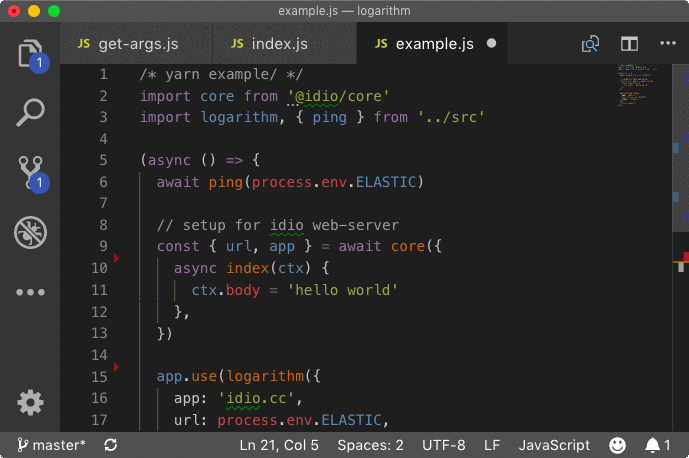 example.js — logarithm
JS get-args.js JS index.js JS example.js
1 /* yarn example/ */
2 import core from '@idio/core'
3 import logarithm, { ping } from '../src'
4
5 (async () => {
6 await ping(process.env.ELASTIC)
7
8 // setup for idio web-server
9 const { url, app } = await core({
10 async index(ctx) {
11 ctx.body = 'hello world'
12 },
13 })
14
15 app.use(logarithm({
16 app: 'idio.cc',
17 url: process.env.ELASTIC,
1
1
master* Ln 21, Col 5 Spaces: 2 UTF-8 LF JavaScript 1